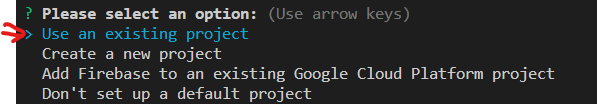 ? Please select an option: (Use arrow keys)
> Use an existing project
Create a new project
Add Firebase to an existing Google Cloud Platform project
Don't set up a default project